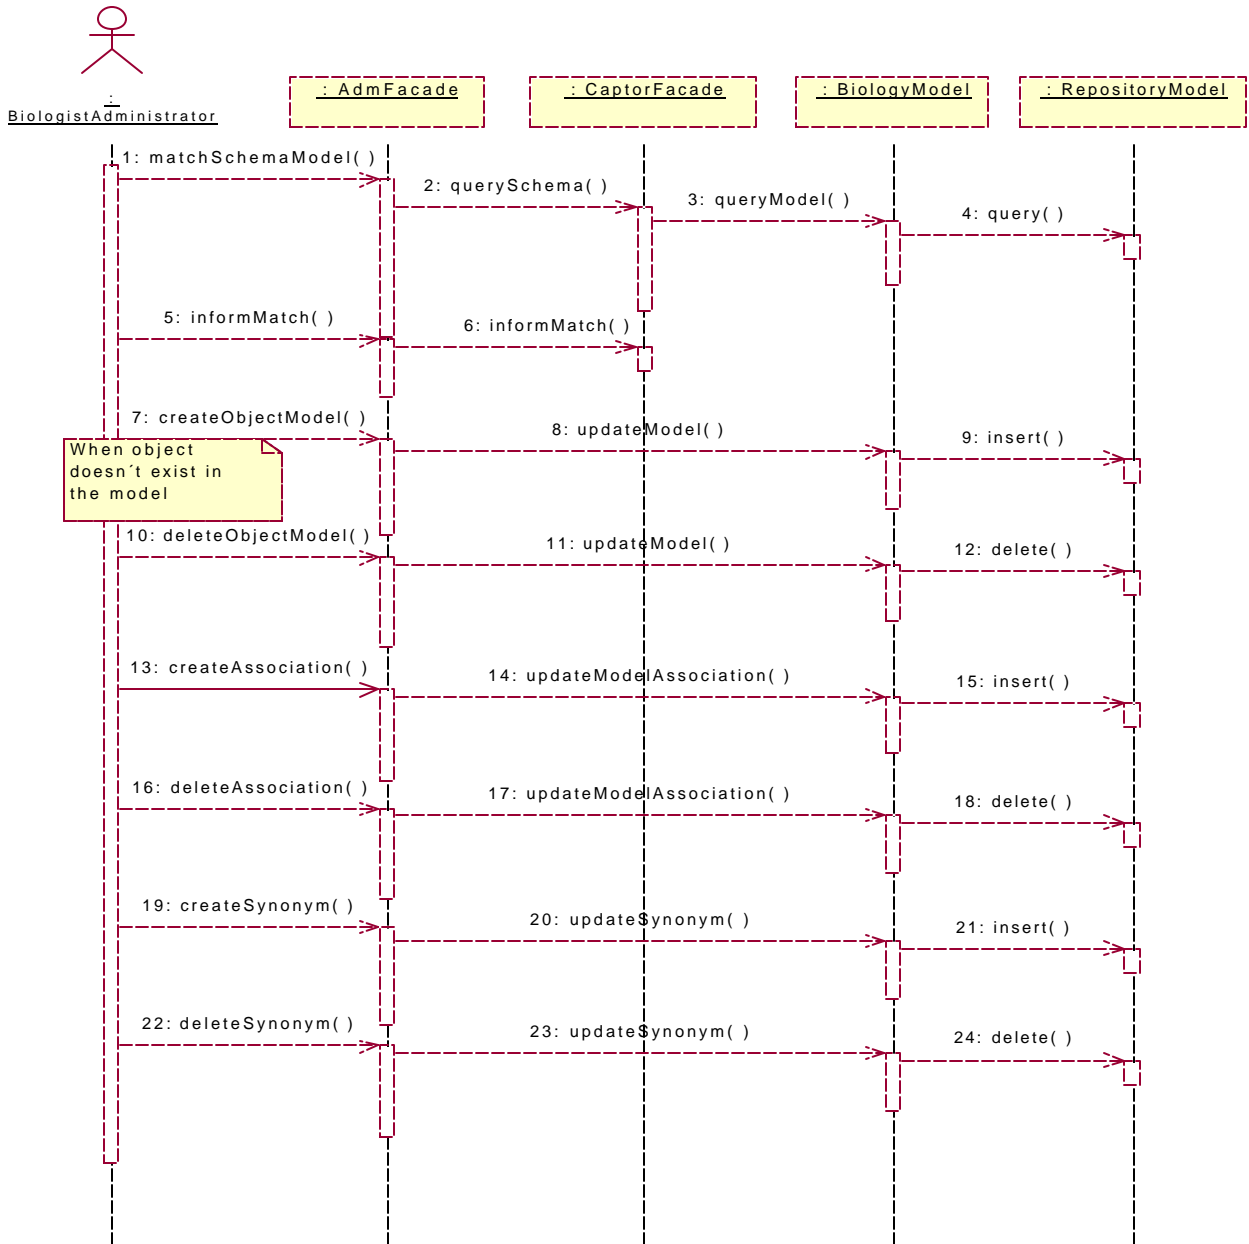 :
BiologistAdministrator
: AdmFacade
: CaptorFacade
: BiologyModel
: RepositoryModel
1: matchSchemaModel( )
2: querySchema( )
3: queryModel( )
4: query( )
5: informMatch( )
6: informMatch( )
7: createObjectModel( )
8: updateModel( )
9: insert( )
When object
doesn´t exist in
the model
10: deleteObjectModel( )
11: updateModel( )
12: delete( )
13: createAssociation( )
14: updateModelAssociation( )
15: insert( )
16: deleteAssociation( )
17: updateModelAssociation( )
18: delete( )
19: createSynonym( )
20: updateSynonym( )
21: insert( )
22: deleteSynonym( )
23: updateSynonym( )
24: delete( )